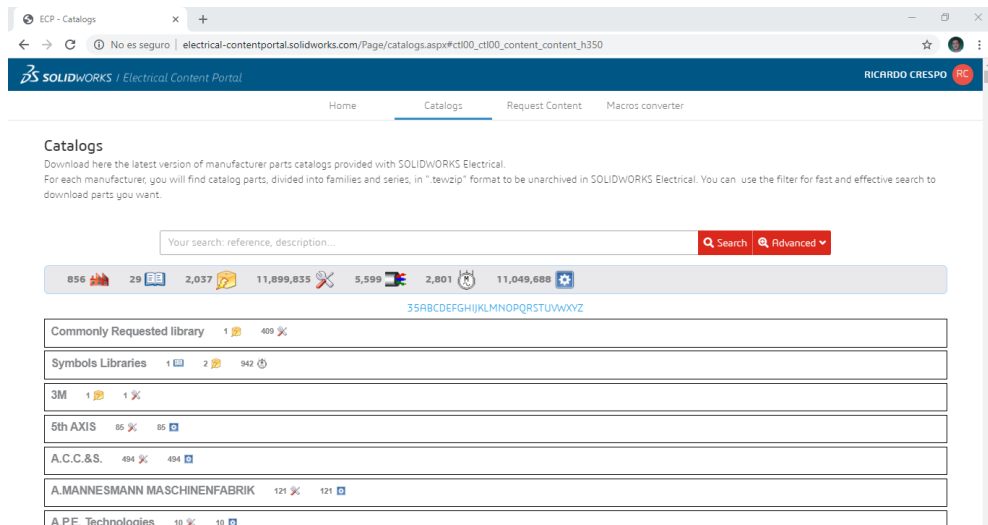 ECP - Catalogs
No es seguro | electrical-contentportal.solidworks.com/Page/catalogs.aspx#ctl00_ctl00_content_content_h350
SOLIDWORKS / Electrical Content Portal
RICARDO CRESPO RC
Home Catalogs Request Content Macros converter
Catalogs
Download here the latest version of manufacturer parts catalogs provided with SOLIDWORKS Electrical.
For each manufacturer, you will find catalog parts, divided into families and series, in ".tewzip" format to be unarchived in SOLIDWORKS Electrical. You can use the filter for fast and effective search to
download parts you want.
Your search: reference, description... Search Advanced
856 29 2,037 11,899,835 5,599 2,801 11,049,688
35ABCDEFGHIJKLMNOPQRSTUVWXYZ
Commonly Requested library 1 409
Symbols Libraries 1 2 942
3M 1 1
5th AXIS 85 85
A.C.C.&S. 494 494
A.MANNESMANN MASCHINENFABRIK 121 121
A.P.E. Technologies 10 10